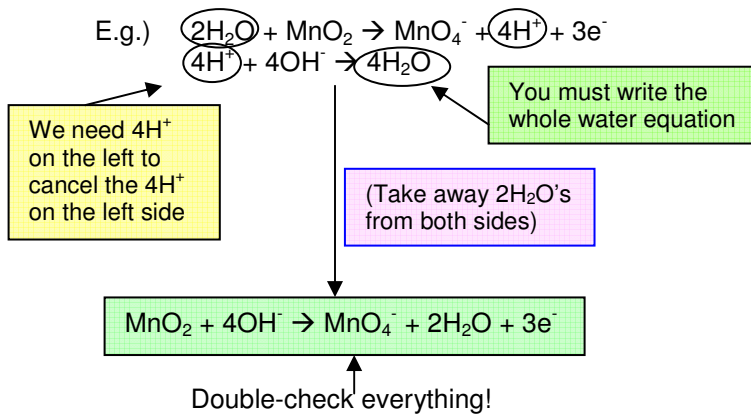 E.g.) 2H₂O + MnO₂ → MnO₄⁻ + 4H⁺ + 3e⁻
4H⁺ + 4OH⁻ → 4H₂O
We need 4H⁺
on the left to
cancel the 4H⁺
on the left side
You must write the
whole water equation
(Take away 2H₂O's
from both sides)
MnO₂ + 4OH⁻ → MnO₄⁻ + 2H₂O + 3e⁻
Double-check everything!